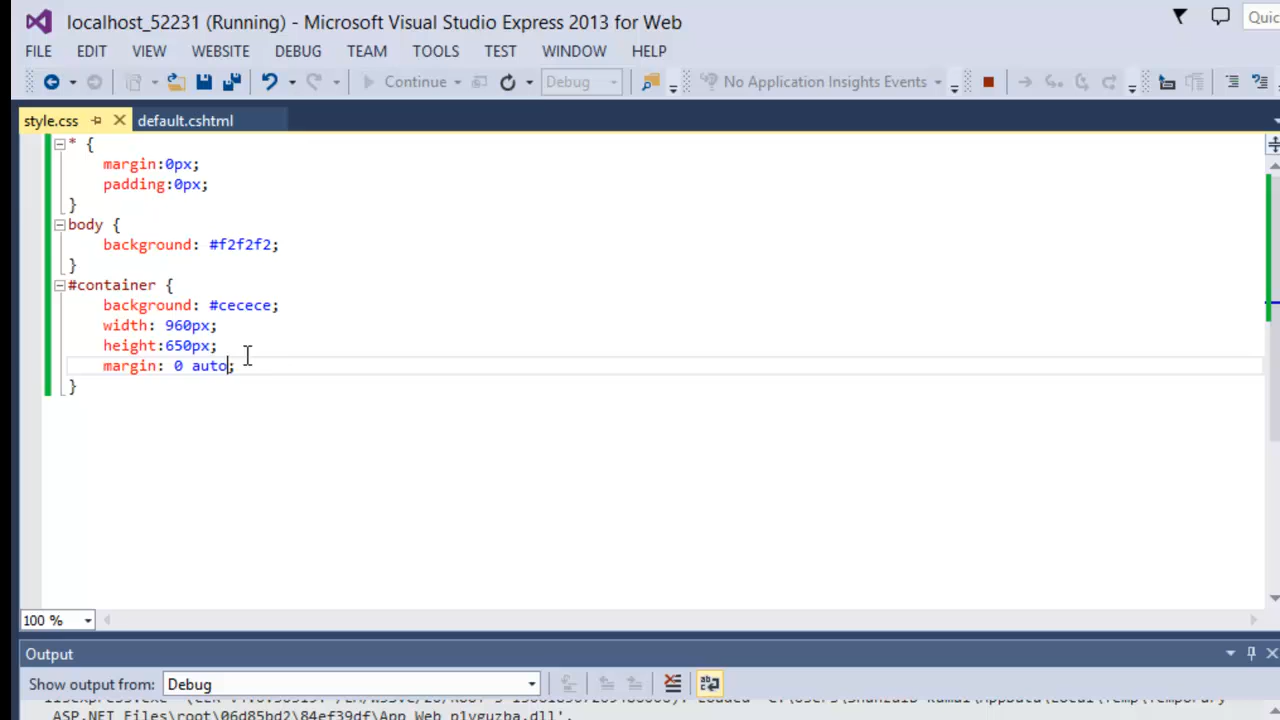 localhost_52231 (Running) - Microsoft Visual Studio Express 2013 for Web
Quic
FILE EDIT VIEW WEBSITE DEBUG TEAM TOOLS TEST WINDOW HELP
Continue Debug No Application Insights Events
style.css default.cshtml
* {
margin:0px;
padding:0px;
}
body {
background: #f2f2f2;
}
#container {
background: #cecece;
width: 960px;
height:650px;
margin: 0 auto;
}
100 %
Output
Show output from: Debug
ASP.NET Files\root\06d85bd2\84ef39df\App_Web_plyguzba.dll'.